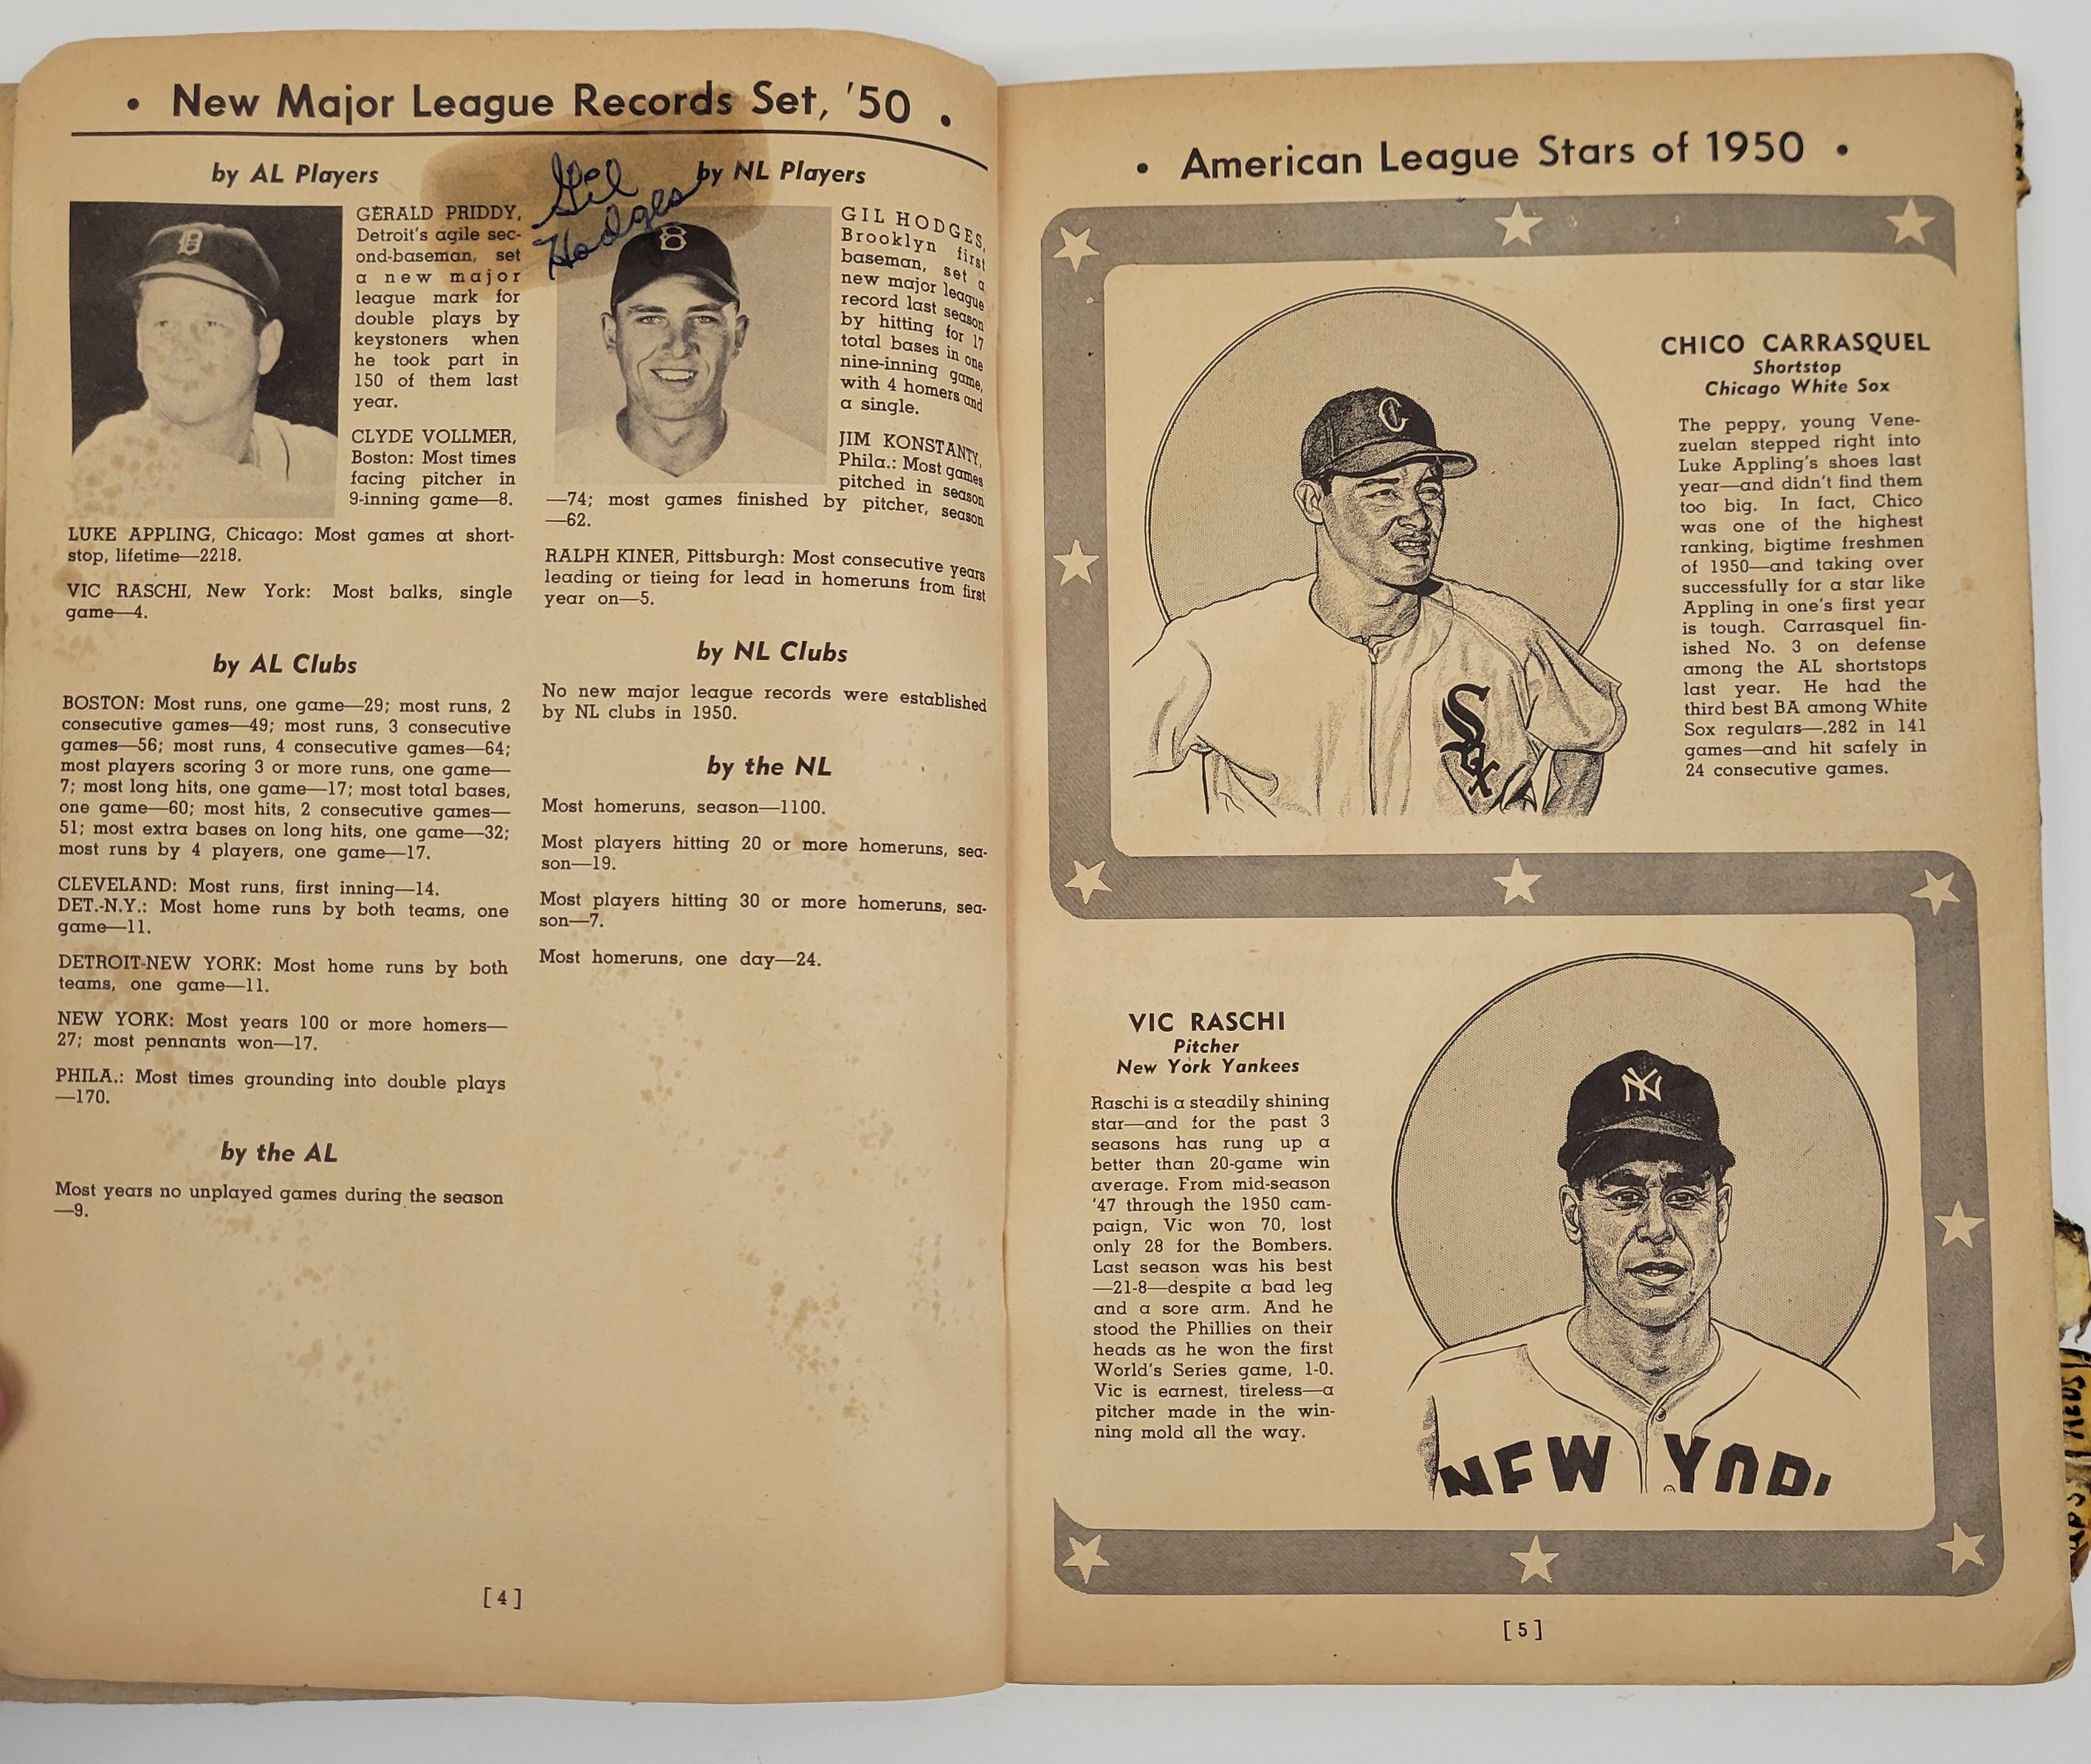 • New Major League Records Set, '50 •
by AL Players
GERALD PRIDDY,
Detroit's agile sec-
ond-baseman, set
a new major
league mark for
double plays by
keystoners when
he took part in
150 of them last
year.
CLYDE VOLLMER,
Boston: Most times
facing pitcher in
9-inning game—8.
LUKE APPLING, Chicago: Most games at short-
stop, lifetime—2218.
VIC RASCHI, New York: Most balks, single
game—4.
by AL Clubs
BOSTON: Most runs, one game—29; most runs, 2
consecutive games—49; most runs, 3 consecutive
games—56; most runs, 4 consecutive games—64;
most players scoring 3 or more runs, one game—
7; most long hits, one game—17; most total bases,
one game—60; most hits, 2 consecutive games—
51; most extra bases on long hits, one game—32;
most runs by 4 players, one game—17.
CLEVELAND: Most runs, first inning—14.
DET.-N.Y.: Most home runs by both teams, one
game—11.
DETROIT-NEW YORK: Most home runs by both
teams, one game—11.
NEW YORK: Most years 100 or more homers—
27; most pennants won—17.
PHILA.: Most times grounding into double plays
—170.
by the AL
Most years no unplayed games during the season
—9.
Gil
Hodges
by NL Players
B
GIL HODGES,
Brooklyn first
baseman, set a
new major league
record last season
by hitting for 17
total bases in one
nine-inning game,
with 4 homers and
a single.
JIM KONSTANTY,
Phila.: Most games
pitched in season
—74; most games finished by pitcher, season
—62.
RALPH KINER, Pittsburgh: Most consecutive years
leading or tieing for lead in homeruns from first
year on—5.
by NL Clubs
No new major league records were established
by NL clubs in 1950.
by the NL
Most homeruns, season—1100.
Most players hitting 20 or more homeruns, sea-
son—19.
Most players hitting 30 or more homeruns, sea-
son—7.
Most homeruns, one day—24.
[4]
• American League Stars of 1950 •
C
Sox
CHICO CARRASQUEL
Shortstop
Chicago White Sox
The peppy, young Vene-
zuelan stepped right into
Luke Appling's shoes last
year—and didn't find them
too big. In fact, Chico
was one of the highest
ranking, bigtime freshmen
of 1950—and taking over
successfully for a star like
Appling in one's first year
is tough. Carrasquel fin-
ished No. 3 on defense
among the AL shortstops
last year. He had the
third best BA among White
Sox regulars—.282 in 141
games—and hit safely in
24 consecutive games.
VIC RASCHI
Pitcher
New York Yankees
Raschi is a steadily shining
star—and for the past 3
seasons has rung up a
better than 20-game win
average. From mid-season
'47 through the 1950 cam-
paign, Vic won 70, lost
only 28 for the Bombers.
Last season was his best
—21-8—despite a bad leg
and a sore arm. And he
stood the Phillies on their
heads as he won the first
World's Series game, 1-0.
Vic is earnest, tireless—a
pitcher made in the win-
ning mold all the way.
NY
NEW YORK
[5]